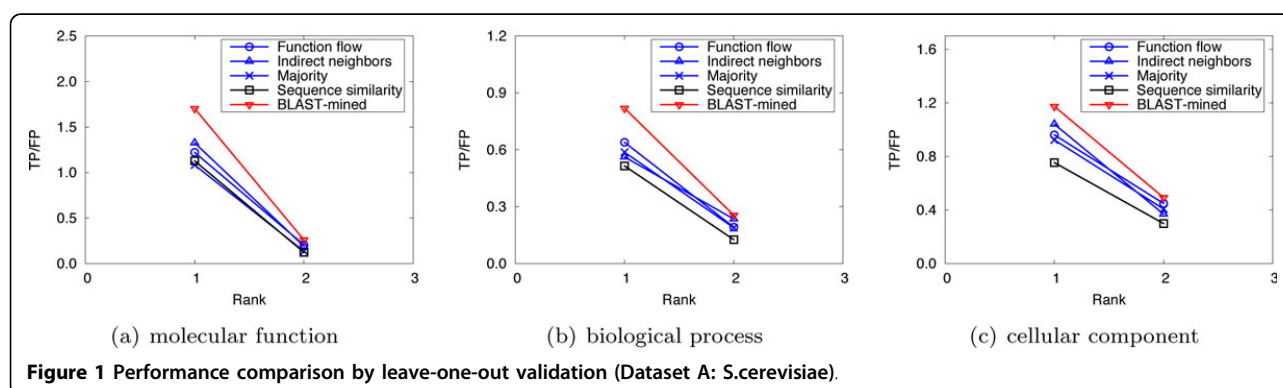 2.5
2.0
1.5
1.0
0.5
0.0
TP/FP
0 1 2 3
Rank
Function flow
Indirect neighbors
Majority
Sequence similarity
BLAST-mined
(a) molecular function
1.2
0.9
0.6
0.3
0.0
TP/FP
0 1 2 3
Rank
Function flow
Indirect neighbors
Majority
Sequence similarity
BLAST-mined
(b) biological process
1.6
1.2
0.8
0.4
0.0
TP/FP
0 1 2 3
Rank
Function flow
Indirect neighbors
Majority
Sequence similarity
BLAST-mined
(c) cellular component
Figure 1 Performance comparison by leave-one-out validation (Dataset A: S.cerevisiae).